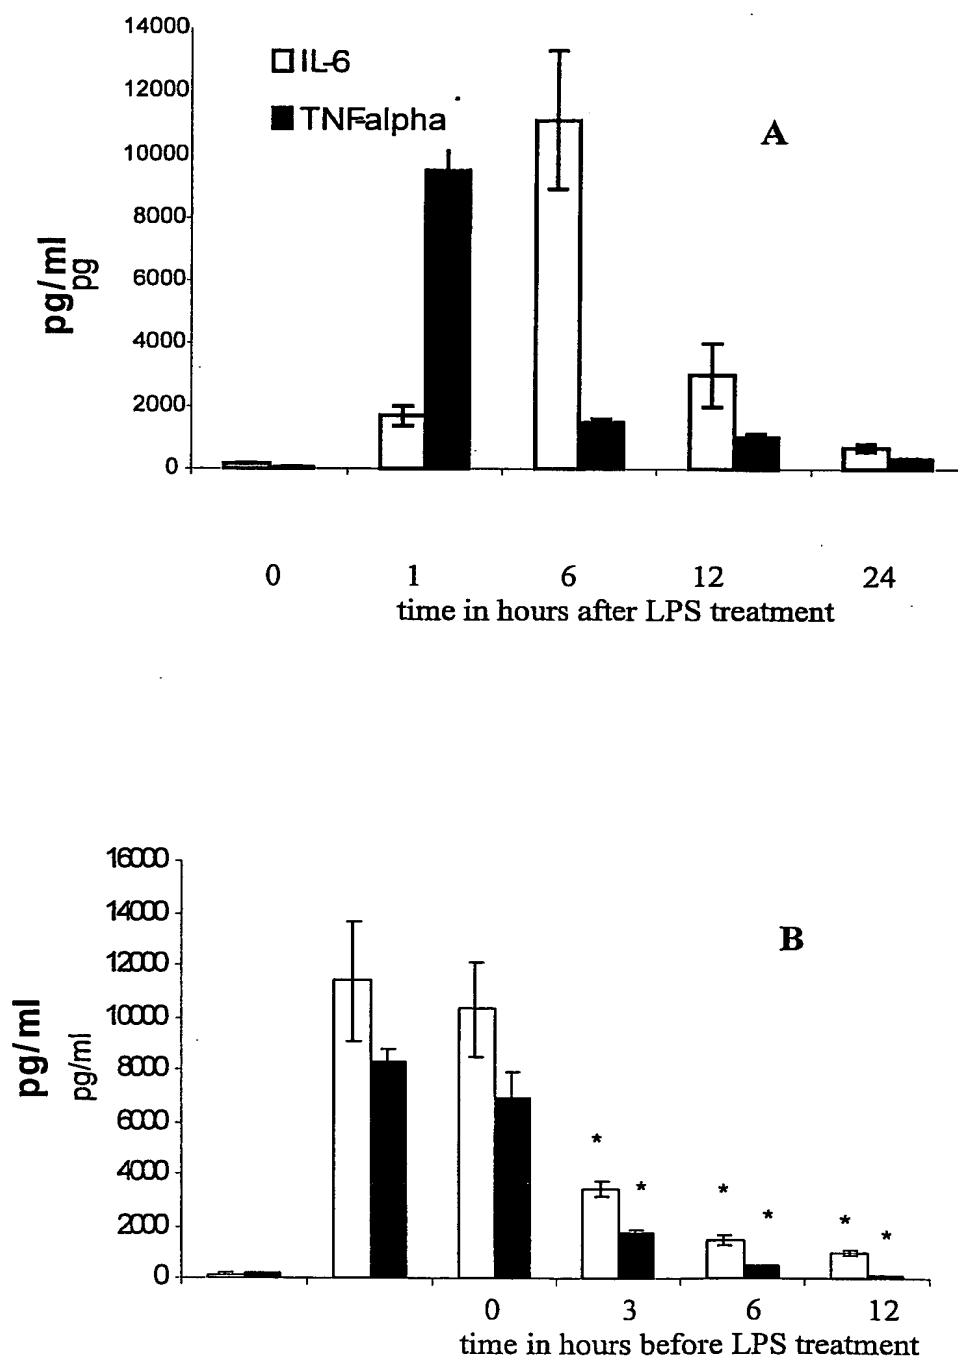 14000
IL-6
12000
TNF-alpha
A
10000
8000
pg/ml
pg
6000
4000
2000
0
0 1 6 12 24
time in hours after LPS treatment
16000
14000
B
12000
10000
pg/ml
pg/ml
8000
6000
*
4000
* * *
2000
* *
0
0 3 6 12
time in hours before LPS treatment